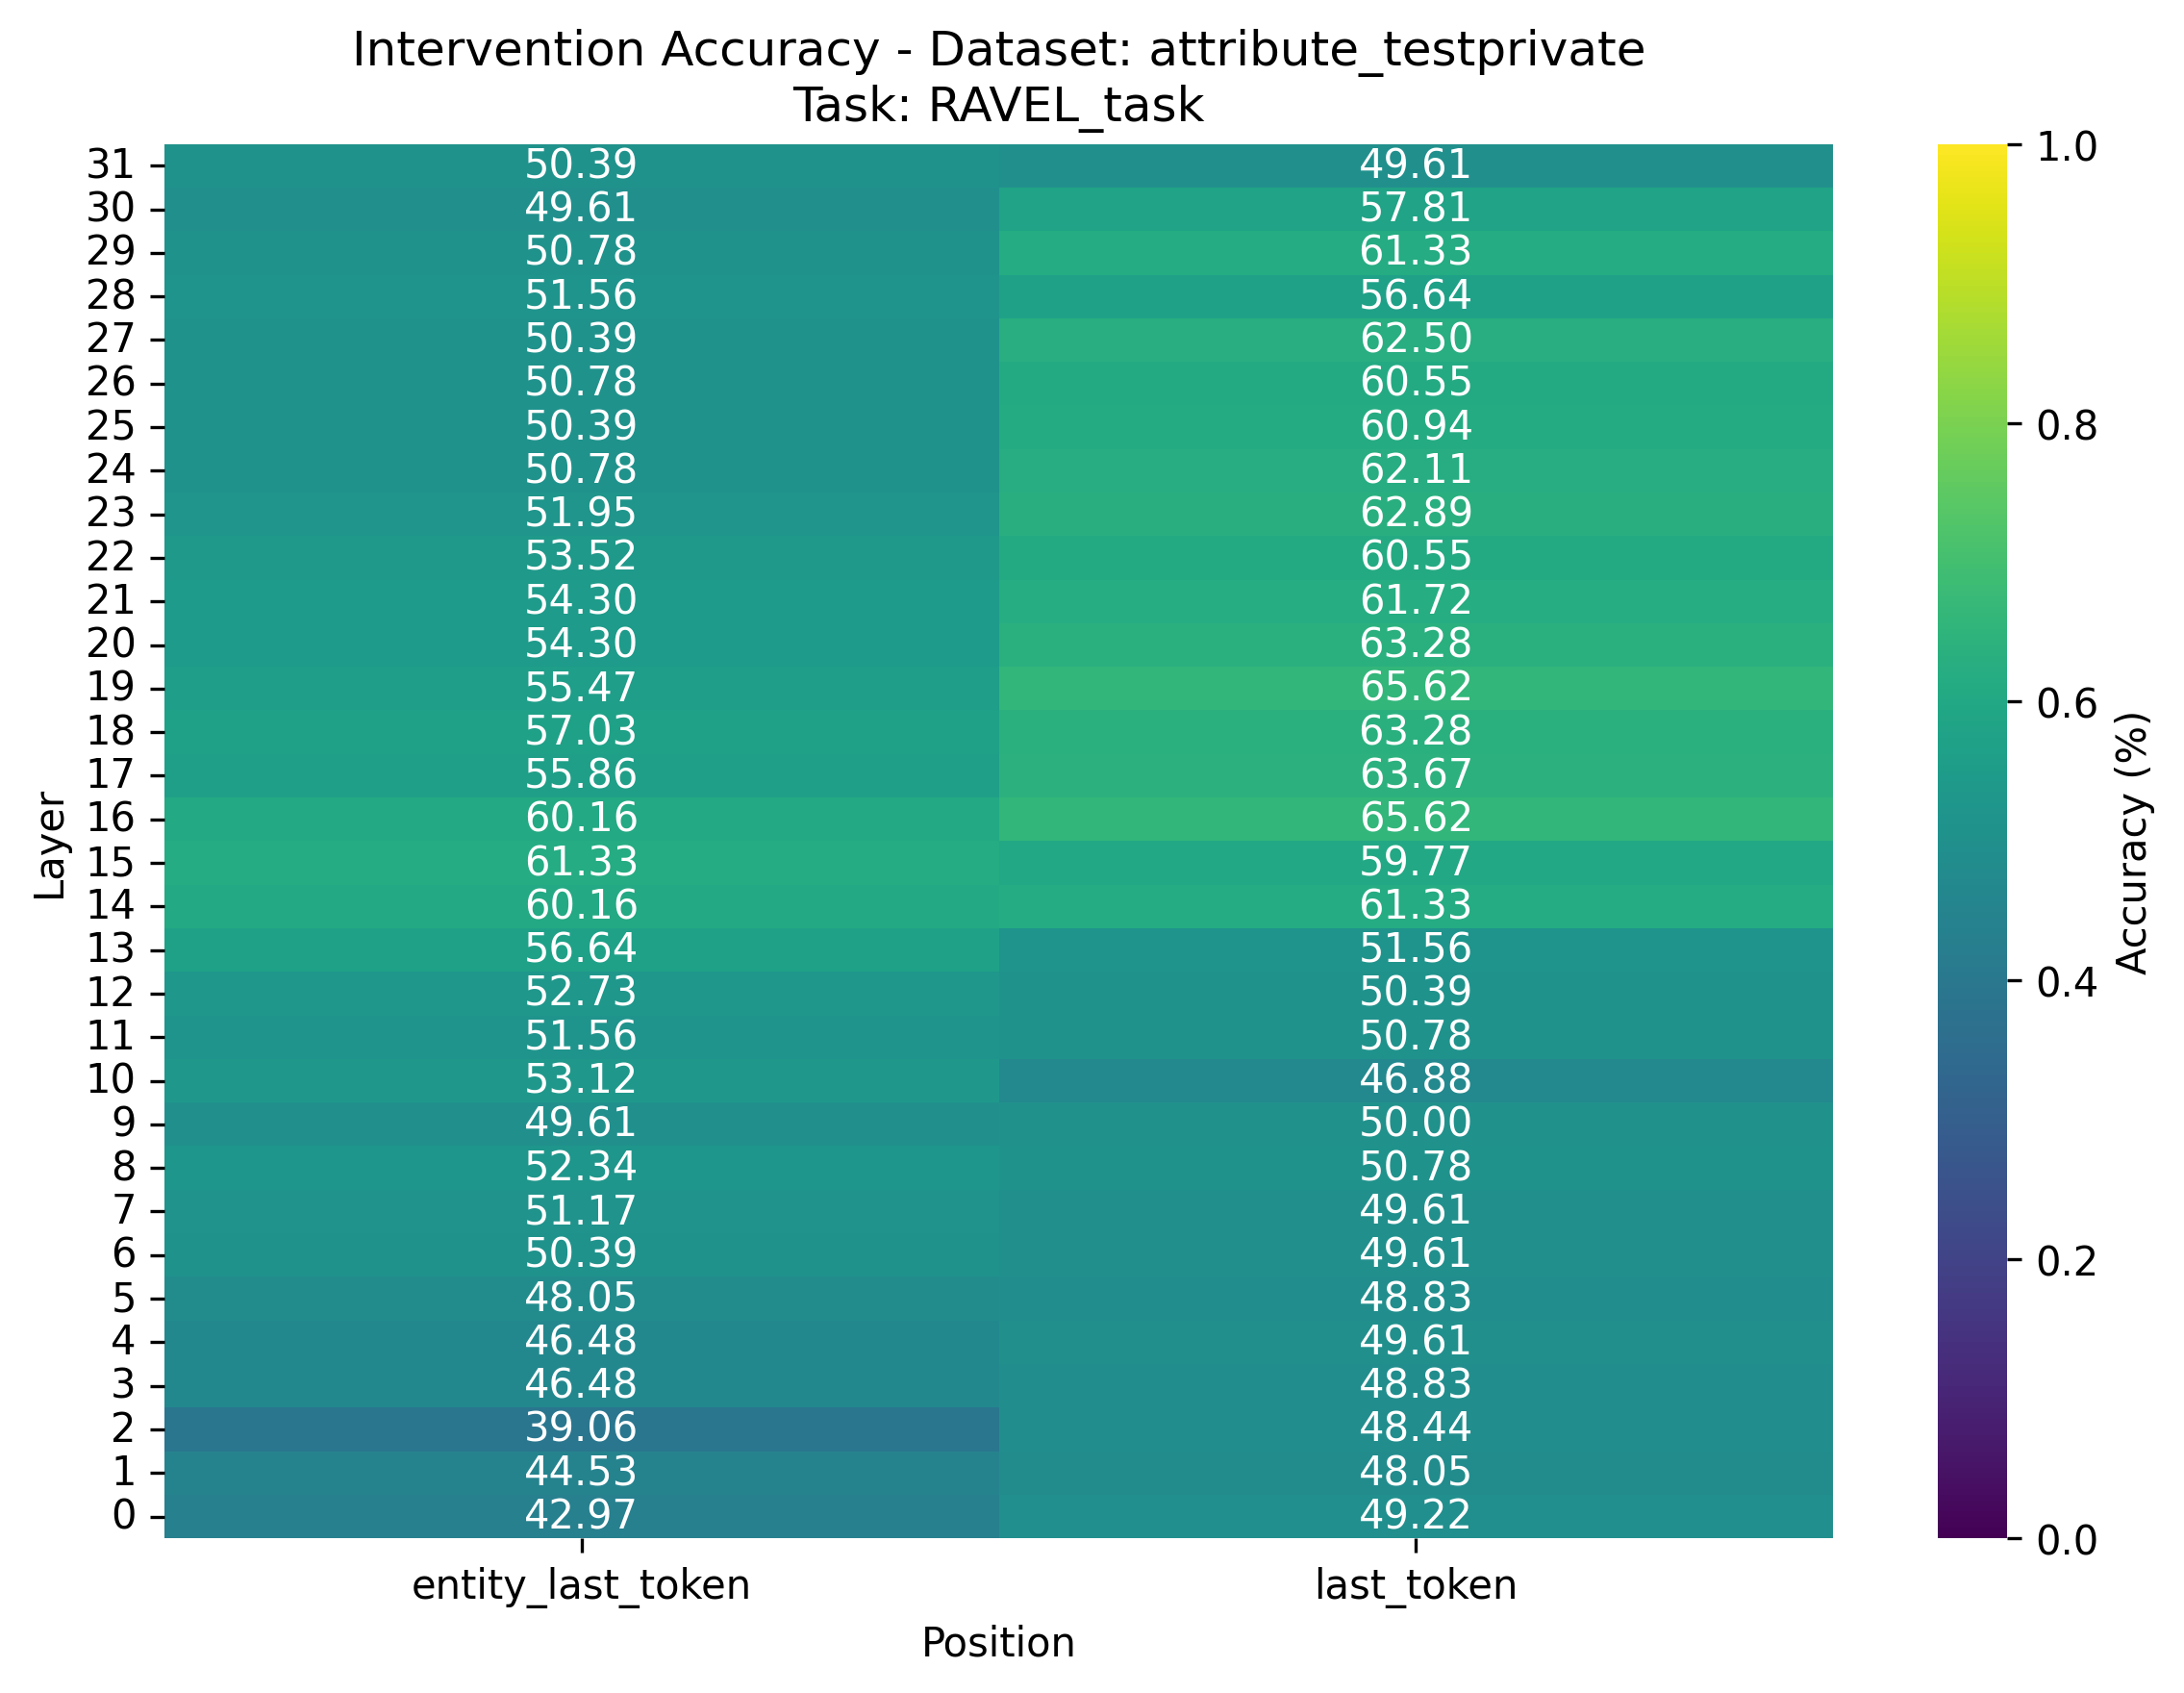 Intervention Accuracy - Dataset: attribute_testprivate
Task: RAVEL_task
31 50.39 49.61
30 49.61 57.81
29 50.78 61.33
28 51.56 56.64
27 50.39 62.50
26 50.78 60.55
25 50.39 60.94
24 50.78 62.11
23 51.95 62.89
22 53.52 60.55
21 54.30 61.72
20 54.30 63.28
19 55.47 65.62
18 57.03 63.28
17 55.86 63.67
16 60.16 65.62
15 61.33 59.77
14 60.16 61.33
13 56.64 51.56
12 52.73 50.39
11 51.56 50.78
10 53.12 46.88
9 49.61 50.00
8 52.34 50.78
7 51.17 49.61
6 50.39 49.61
5 48.05 48.83
4 46.48 49.61
3 46.48 48.83
2 39.06 48.44
1 44.53 48.05
0 42.97 49.22
entity_last_token last_token
Position
Layer
1.0
0.8
0.6
0.4
0.2
0.0
Accuracy (%)